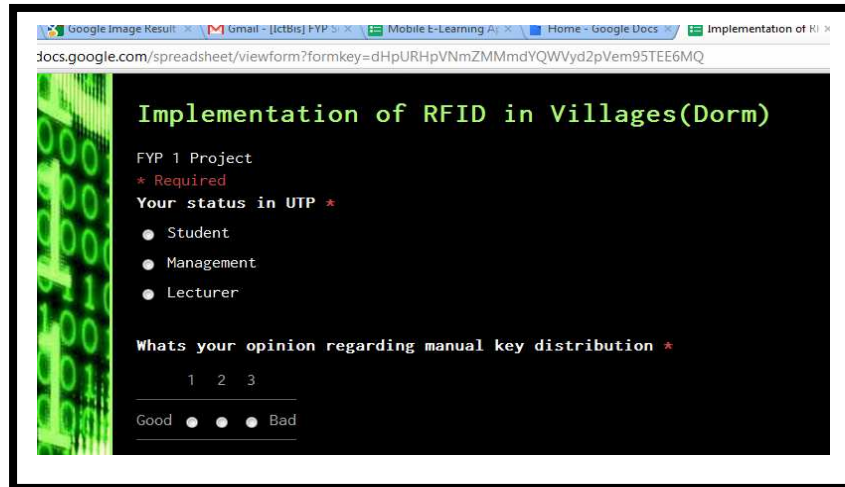 Google Image Result Gmail - [IctBis] FYP Mobile E-Learning Home - Google Docs Implementation of
docs.google.com/spreadsheet/viewform?formkey=dHpURHpVNmZMMmdYQWVyd2pVem95TEE6MQ
Implementation of RFID in Villages(Dorm)
FYP 1 Project
* Required
Your status in UTP *
Student
Management
Lecturer
Whats your opinion regarding manual key distribution *
1 2 3
Good Bad